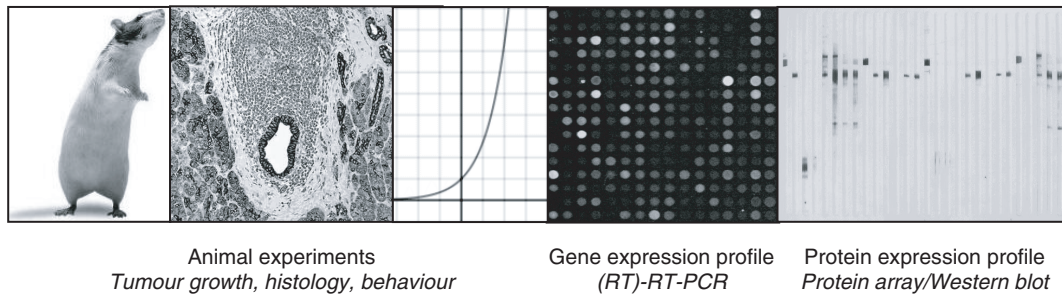 Animal experiments
Tumour growth, histology, behaviour
Gene expression profile
(RT)-RT-PCR
Protein expression profile
Protein array/Western blot